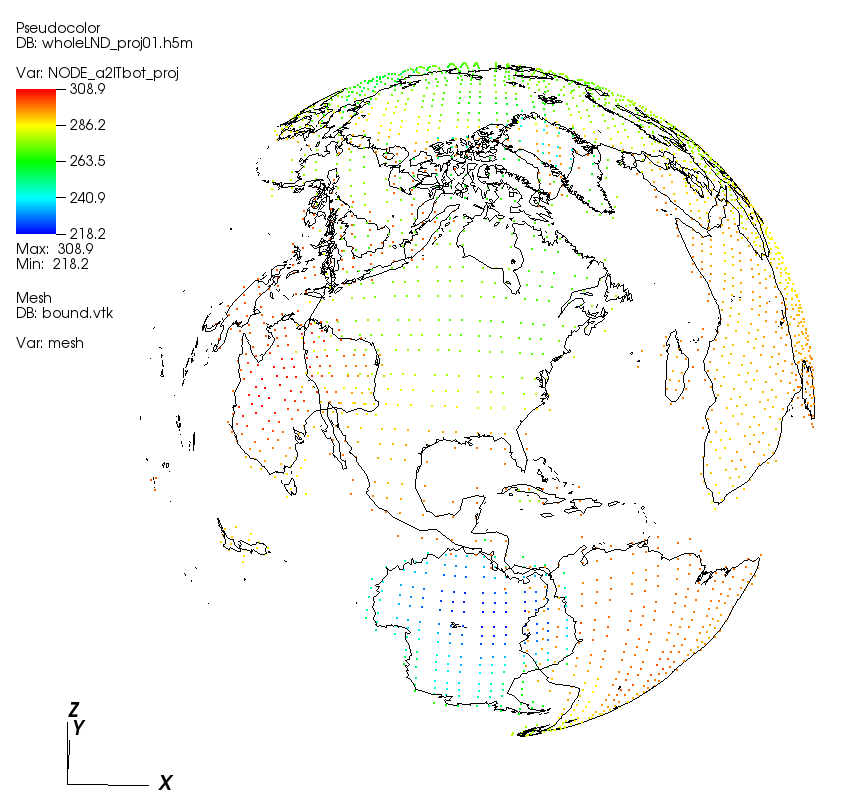 Pseudocolor
DB: wholeLND_proj01.h5m
Var: NODE_a2lTbot_proj
308.9
286.2
263.5
240.9
218.2
Max: 308.9
Min: 218.2
Mesh
DB: bound.vtk
Var: mesh
Z
Y
X